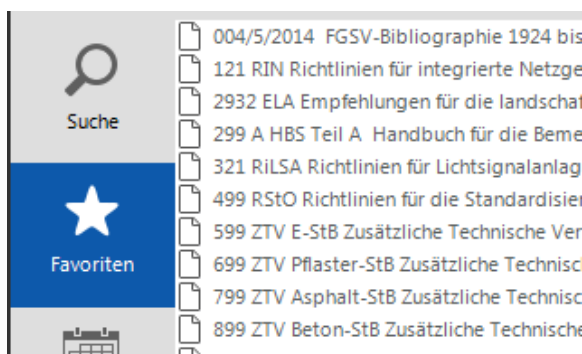 Suche
Favoriten
004/5/2014 FGSV-Bibliographie 1924 bis
121 RIN Richtlinien für integrierte Netzge
2932 ELA Empfehlungen für die landschaf
299 A HBS Teil A Handbuch für die Beme
321 RiLSA Richtlinien für Lichtsignalanlag
499 RStO Richtlinien für die Standardisier
599 ZTV E-StB Zusätzliche Technische Ver
699 ZTV Pflaster-StB Zusätzliche Technisc
799 ZTV Asphalt-StB Zusätzliche Technisc
899 ZTV Beton-StB Zusätzliche Technische